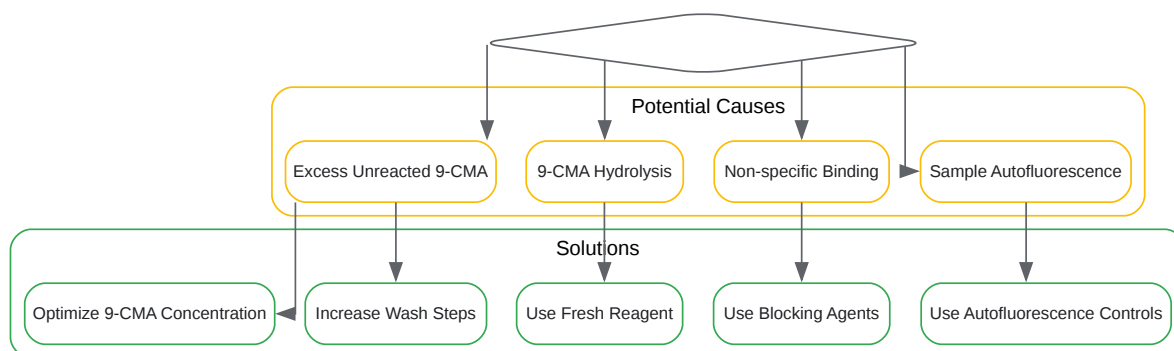 Potential Causes
Excess Unreacted 9-CMA
9-CMA Hydrolysis
Non-specific Binding
Sample Autofluorescence
Solutions
Optimize 9-CMA Concentration
Increase Wash Steps
Use Fresh Reagent
Use Blocking Agents
Use Autofluorescence Controls